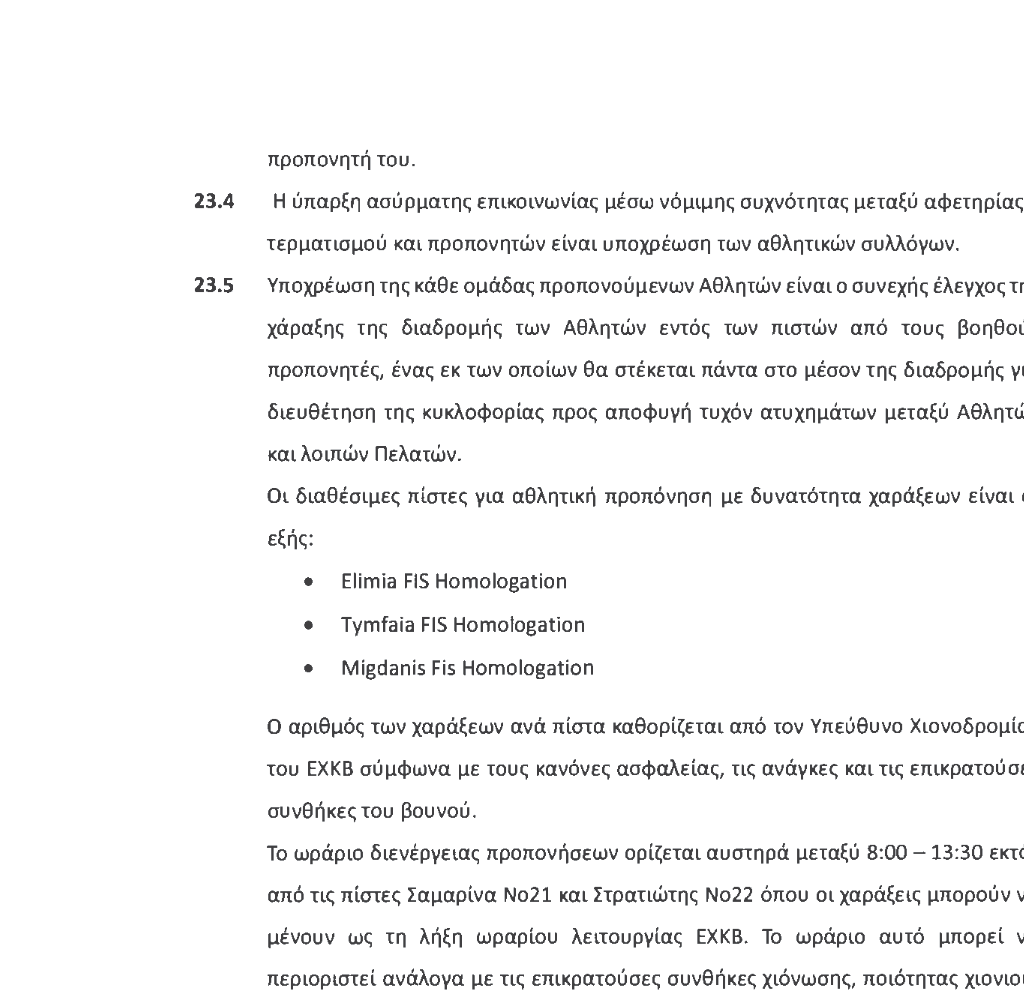 προπονητή του.
23.4 Η ύπαρξη ασύρματης επικοινωνίας μέσω νόμιμης συχνότητας μεταξύ αφετηρίας
τερματισμού και προπονητών είναι υποχρέωση των αθλητικών συλλόγων.
23.5 Υποχρέωση της κάθε ομάδας προπονούμενων Αθλητών είναι ο συνεχής έλεγχος
χάραξης της διαδρομής των Αθλητών εντός των πιστών από τους
προπονητές, ένας εκ των οποίων θα στέκεται πάντα στο μέσον της διαδρομής
διευθέτηση της κυκλοφορίας προς αποφυγή τυχόν ατυχημάτων μεταξύ
και λοιπών Πελατών.
Οι διαθέσιμες πίστες για αθλητική προπόνηση με δυνατότητα χαράξεων είναι
εξής:
• Elimia FIS Homologation
• Tymfaia FIS Homologation
• Migdanis Fis Homologation
Ο αριθμός των χαράξεων ανά πίστα καθορίζεται από τον Υπεύθυνο
του ΕΧΚΒ σύμφωνα με τους κανόνες ασφαλείας, τις ανάγκες και τις
συνθήκες του βουνού.
Το ωράριο διενέργειας προπονήσεων ορίζεται αυστηρά μεταξύ 8:00 – 13:30
από τις πίστες Σαμαρίνα Νο21 και Στρατιώτης Νο22 όπου οι χαράξεις μπορούν
μένουν ως τη λήξη ωραρίου λειτουργίας ΕΧΚΒ. Το ωράριο αυτό μπορεί
περιοριστεί ανάλογα με τις επικρατούσες συνθήκες χιόνωσης, ποιότητας